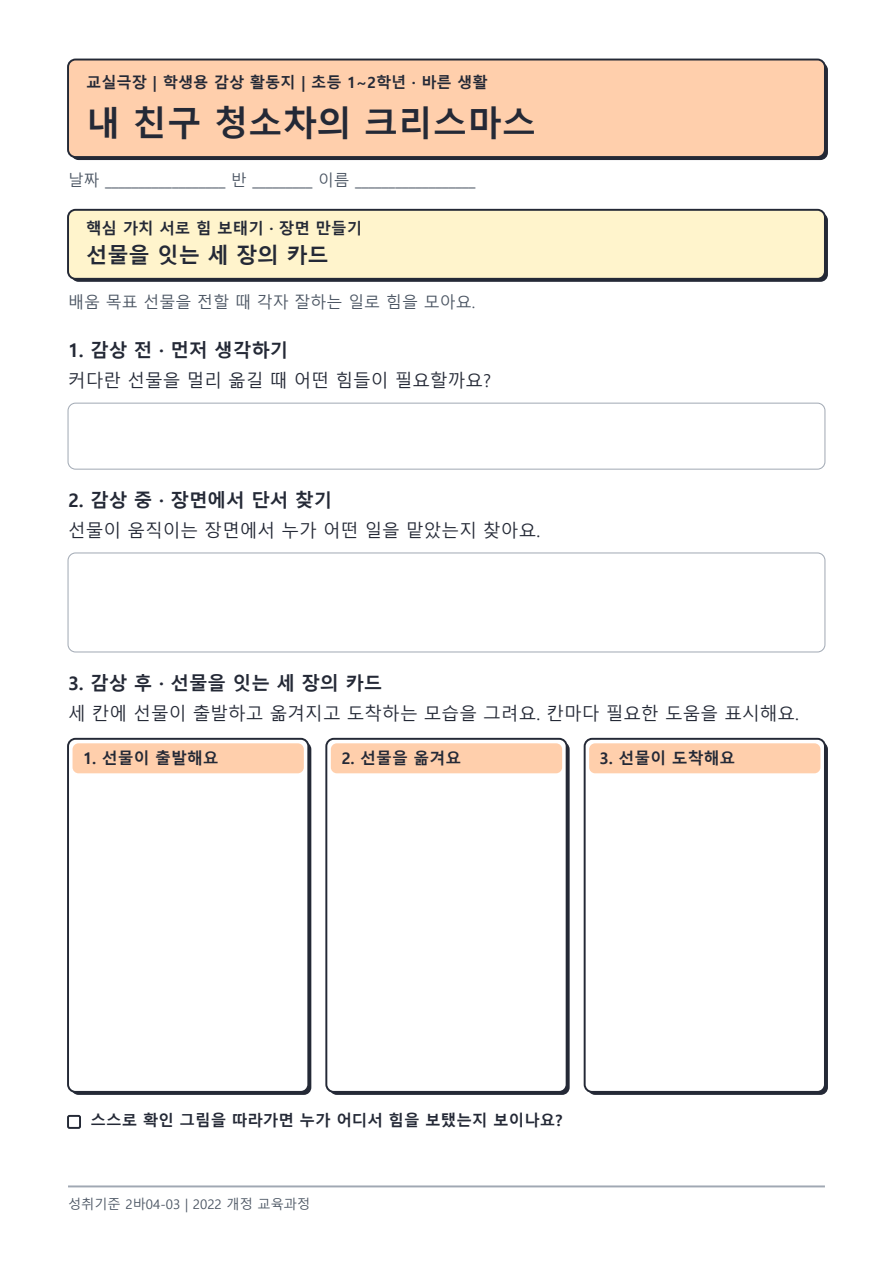 교실극장 | 학생용 감상 활동지 | 초등 1~2학년 · 바른 생활
내 친구 청소차의 크리스마스
날짜 _______________ 반 _______ 이름 _______________
핵심 가치 서로 힘 보태기 · 장면 만들기
선물을 잇는 세 장의 카드
배움 목표 선물을 전할 때 각자 잘하는 일로 힘을 모아요.
1. 감상 전 · 먼저 생각하기
커다란 선물을 멀리 옮길 때 어떤 힘들이 필요할까요?
2. 감상 중 · 장면에서 단서 찾기
선물이 움직이는 장면에서 누가 어떤 일을 맡았는지 찾아요.
3. 감상 후 · 선물을 잇는 세 장의 카드
세 칸에 선물이 출발하고 옮겨지고 도착하는 모습을 그려요. 칸마다 필요한 도움을 표시해요.
1. 선물이 출발해요
2. 선물을 옮겨요
3. 선물이 도착해요
스스로 확인 그림을 따라가면 누가 어디서 힘을 보탰는지 보이나요?
성취기준 2바04-03 | 2022 개정 교육과정